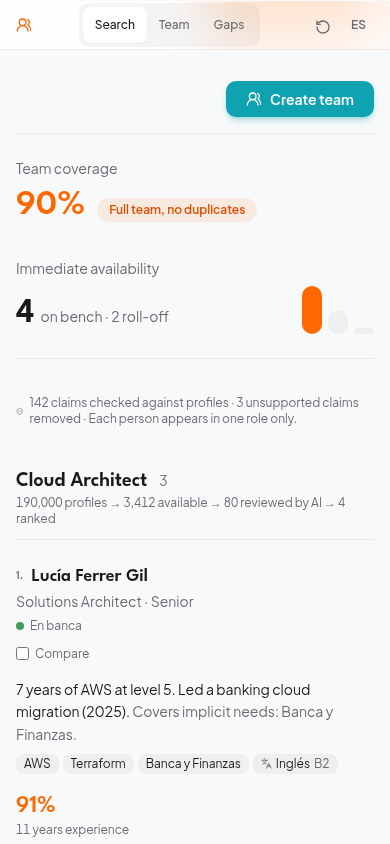 Search Team Gaps ES
Create team
Team coverage
90% Full team, no duplicates
Immediate availability
4 on bench · 2 roll-off
142 claims checked against profiles · 3 unsupported claims
removed · Each person appears in one role only.
Cloud Architect 3
190,000 profiles → 3,412 available → 80 reviewed by AI → 4
ranked
1. Lucía Ferrer Gil
Solutions Architect · Senior
En banca
Compare
7 years of AWS at level 5. Led a banking cloud
migration (2025). Covers implicit needs: Banca y
Finanzas.
AWS Terraform Banca y Finanzas Inglés B2
91%
11 years experience